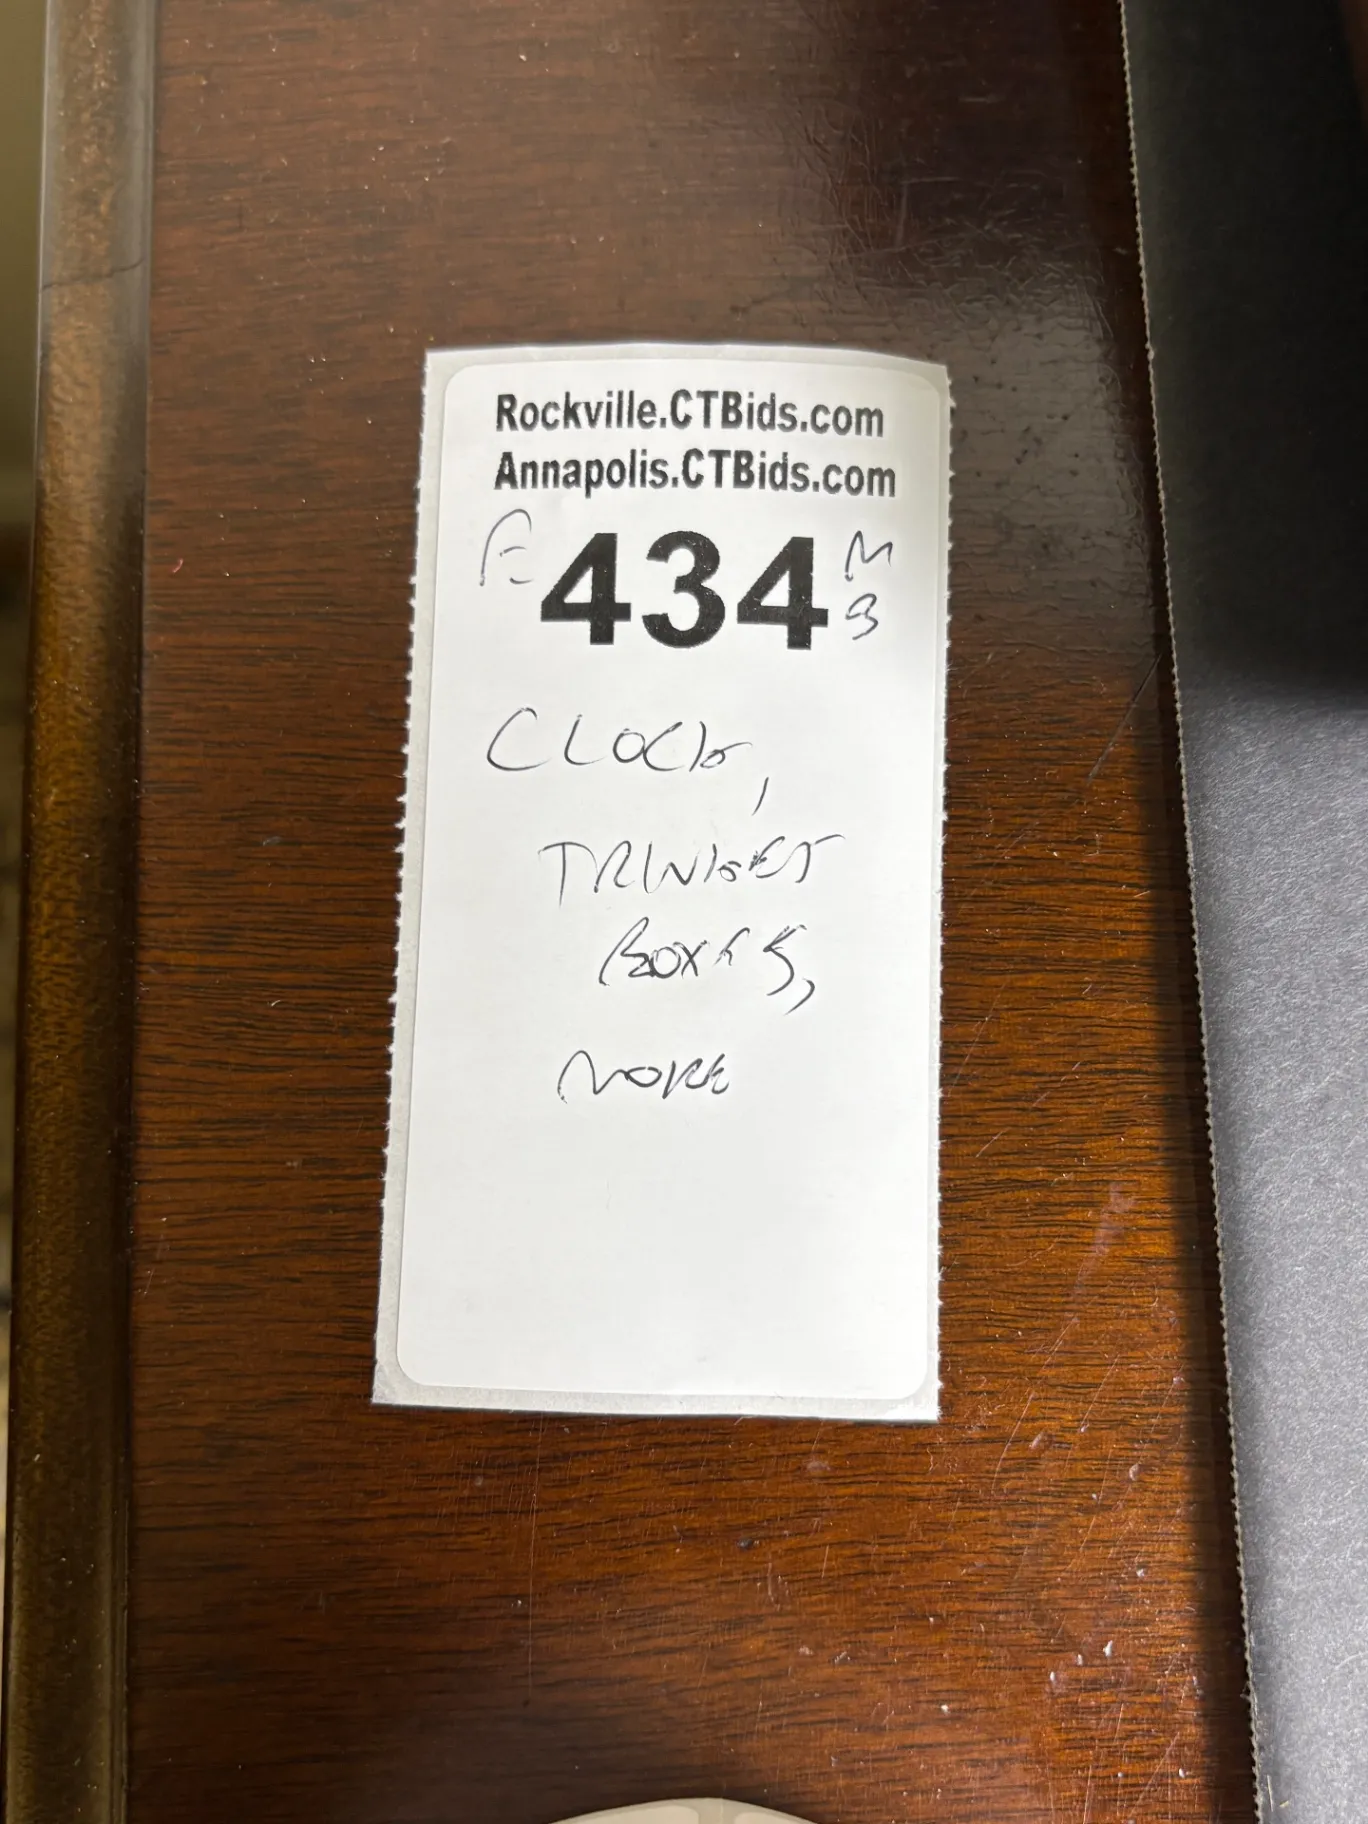 Rockville.CTBids.com
Annapolis.CTBids.com
434 M
CLOCK,
TRINKET
BOXES,
MORE